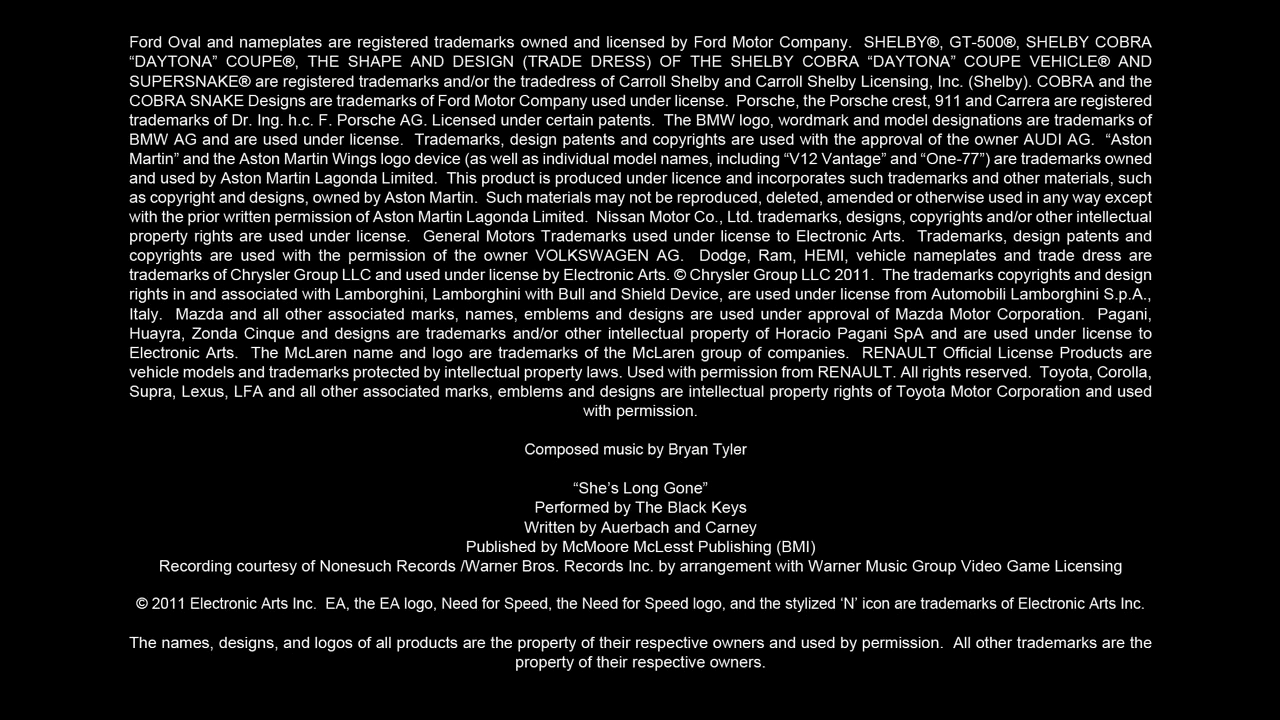 Ford Oval and nameplates are registered trademarks owned and licensed by Ford Motor Company.  SHELBY®, GT-500®, SHELBY COBRA
“DAYTONA” COUPE®, THE SHAPE AND DESIGN (TRADE DRESS) OF THE SHELBY COBRA “DAYTONA” COUPE VEHICLE® AND
SUPERSNAKE® are registered trademarks and/or the tradedress of Carroll Shelby and Carroll Shelby Licensing, Inc. (Shelby). COBRA and the
COBRA SNAKE Designs are trademarks of Ford Motor Company used under license.  Porsche, the Porsche crest, 911 and Carrera are registered
trademarks of Dr. Ing. h.c. F. Porsche AG. Licensed under certain patents.  The BMW logo, wordmark and model designations are trademarks of
BMW AG and are used under license.  Trademarks, design patents and copyrights are used with the approval of the owner AUDI AG.  “Aston
Martin” and the Aston Martin Wings logo device (as well as individual model names, including “V12 Vantage” and “One-77”) are trademarks owned
and used by Aston Martin Lagonda Limited.  This product is produced under licence and incorporates such trademarks and other materials, such
as copyright and designs, owned by Aston Martin.  Such materials may not be reproduced, deleted, amended or otherwise used in any way except
with the prior written permission of Aston Martin Lagonda Limited.  Nissan Motor Co., Ltd. trademarks, designs, copyrights and/or other intellectual
property rights are used under license.  General Motors Trademarks used under license to Electronic Arts.  Trademarks, design patents and
copyrights are used with the permission of the owner VOLKSWAGEN AG.  Dodge, Ram, HEMI, vehicle nameplates and trade dress are
trademarks of Chrysler Group LLC and used under license by Electronic Arts. © Chrysler Group LLC 2011.  The trademarks copyrights and design
rights in and associated with Lamborghini, Lamborghini with Bull and Shield Device, are used under license from Automobili Lamborghini S.p.A.,
Italy.  Mazda and all other associated marks, names, emblems and designs are used under approval of Mazda Motor Corporation.  Pagani,
Huayra, Zonda Cinque and designs are trademarks and/or other intellectual property of Horacio Pagani SpA and are used under license to
Electronic Arts.  The McLaren name and logo are trademarks of the McLaren group of companies.  RENAULT Official License Products are
vehicle models and trademarks protected by intellectual property laws. Used with permission from RENAULT. All rights reserved.  Toyota, Corolla,
Supra, Lexus, LFA and all other associated marks, emblems and designs are intellectual property rights of Toyota Motor Corporation and used
with permission.
Composed music by Bryan Tyler
“She’s Long Gone”
Performed by The Black Keys
Written by Auerbach and Carney
Published by McMoore McLesst Publishing (BMI)
Recording courtesy of Nonesuch Records /Warner Bros. Records Inc. by arrangement with Warner Music Group Video Game Licensing
© 2011 Electronic Arts Inc.  EA, the EA logo, Need for Speed, the Need for Speed logo, and the stylized ‘N’ icon are trademarks of Electronic Arts Inc.
The names, designs, and logos of all products are the property of their respective owners and used by permission.  All other trademarks are the
property of their respective owners.